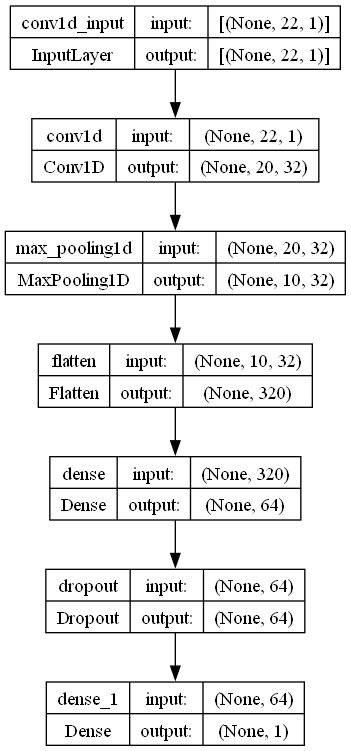 conv1d_input input: [(None, 22, 1)]
InputLayer output: [(None, 22, 1)]
conv1d input: (None, 22, 1)
Conv1D output: (None, 20, 32)
max_pooling1d input: (None, 20, 32)
MaxPooling1D output: (None, 10, 32)
flatten input: (None, 10, 32)
Flatten output: (None, 320)
dense input: (None, 320)
Dense output: (None, 64)
dropout input: (None, 64)
Dropout output: (None, 64)
dense_1 input: (None, 64)
Dense output: (None, 1)